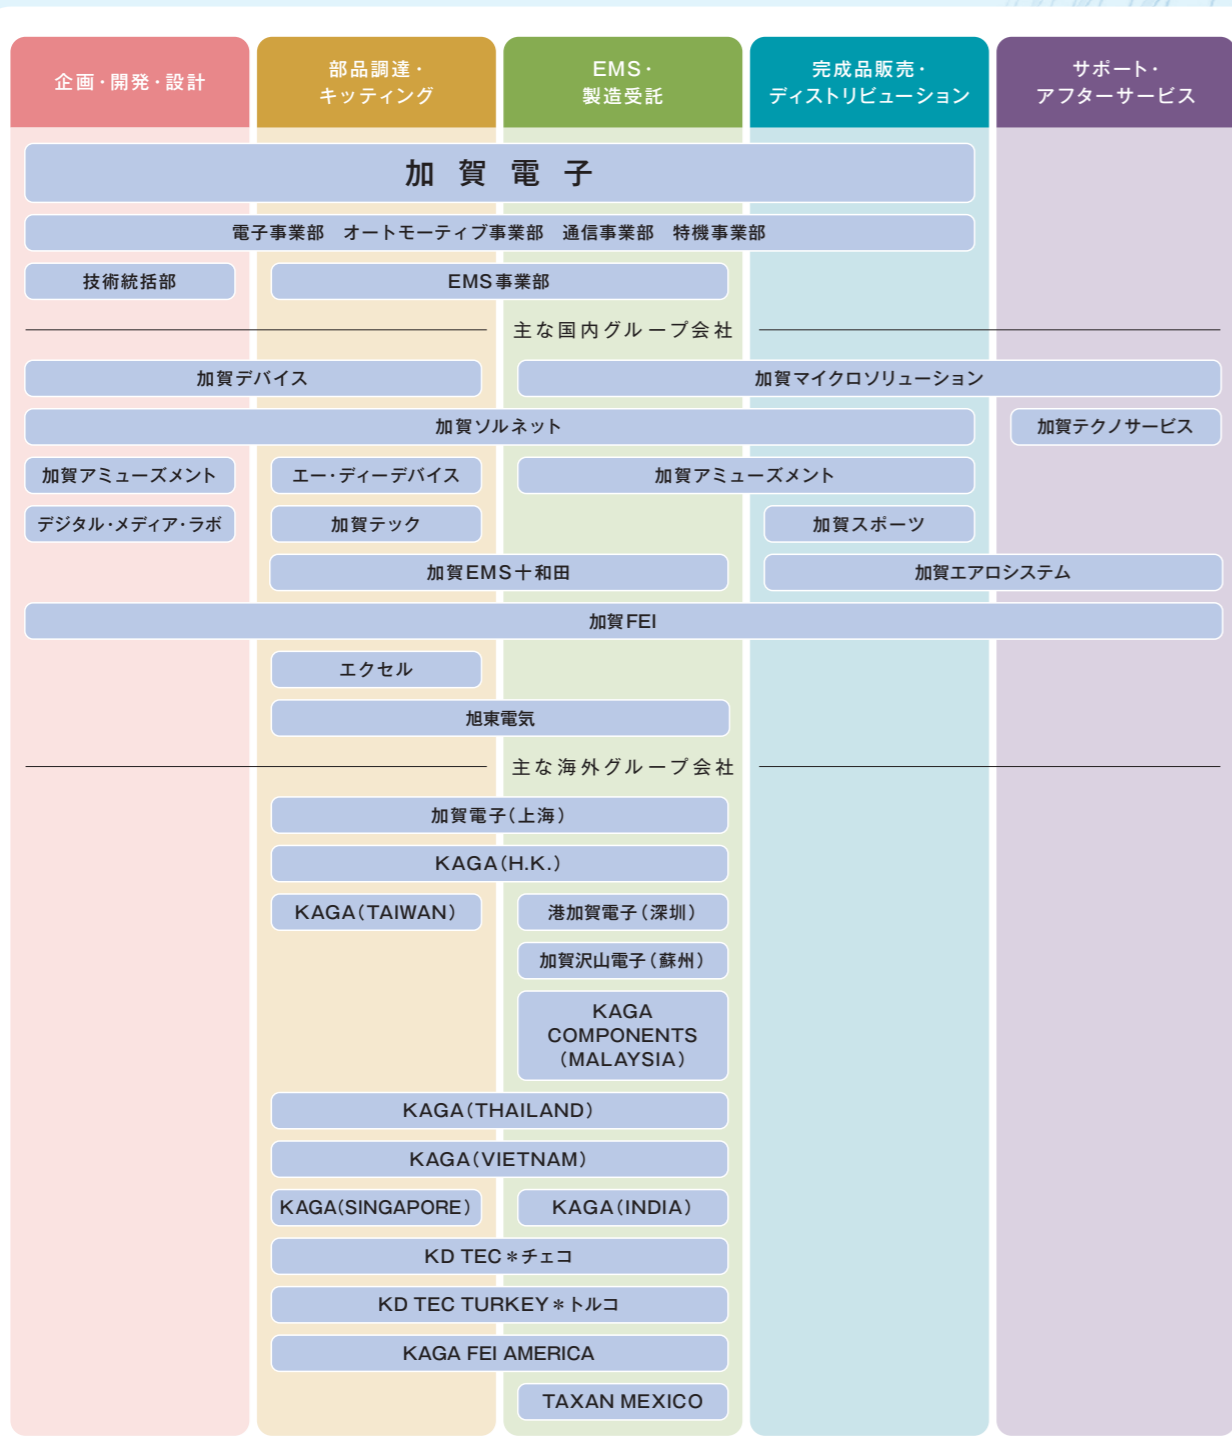 企画・開発・設計
部品調達・
キッティング
EMS・
製造受託
完成品販売・
ディストリビューション
サポート・
アフターサービス
加賀電子
電子事業部　オートモーティブ事業部　通信事業部　特機事業部
技術統括部
EMS事業部
主な国内グループ会社
加賀デバイス
加賀マイクロソリューション
加賀ソルネット
加賀テクノサービス
加賀アミューズメント
エー・ディーデバイス
加賀アミューズメント
デジタル・メディア・ラボ
加賀テック
加賀スポーツ
加賀EMS十和田
加賀エアロシステム
加賀FEI
エクセル
旭東電気
主な海外グループ会社
加賀電子(上海)
KAGA(H.K.)
KAGA(TAIWAN)
港加賀電子(深圳)
加賀沢山電子(蘇州)
KAGA
COMPONENTS
(MALAYSIA)
KAGA(THAILAND)
KAGA(VIETNAM)
KAGA(SINGAPORE)
KAGA(INDIA)
KD TEC＊チェコ
KD TEC TURKEY＊トルコ
KAGA FEI AMERICA
TAXAN MEXICO